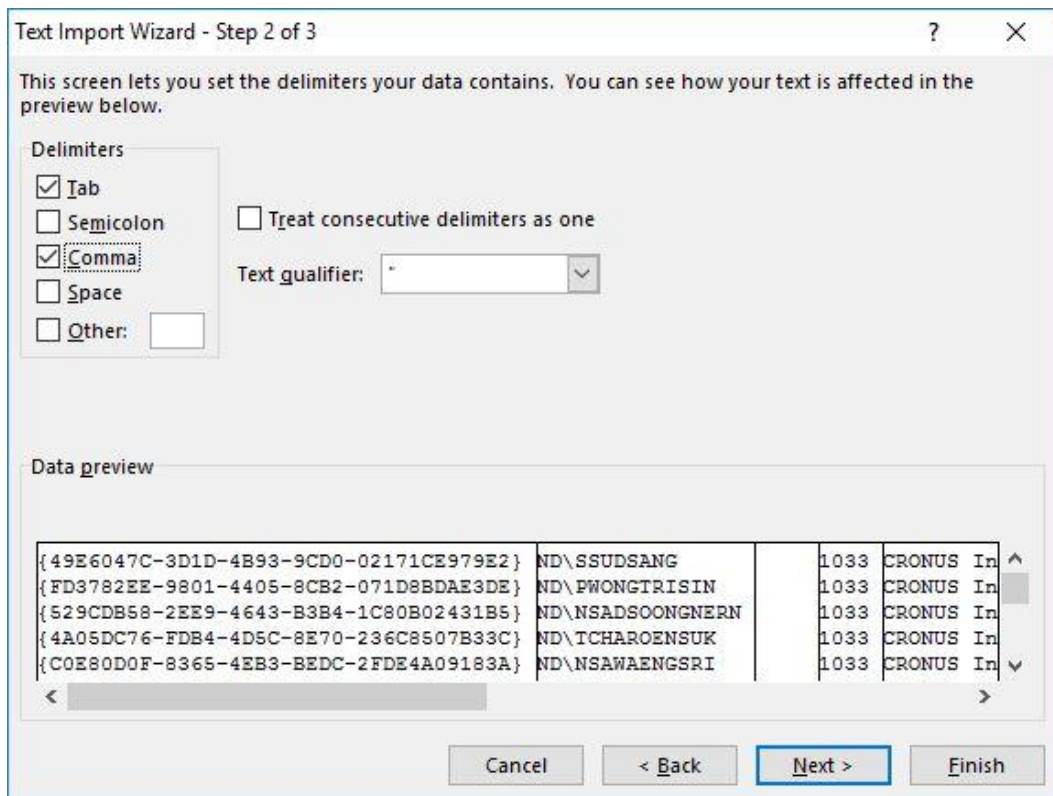 Text Import Wizard - Step 2 of 3
This screen lets you set the delimiters your data contains.  You can see how your text is affected in the
preview below.
Delimiters
Tab
Semicolon
Treat consecutive delimiters as one
Comma
Text qualifier: "
Space
Other:
Data preview
{49E6047C-3D1D-4B93-9CD0-02171CE979E2} ND\SSUDSANG 1033 CRONUS In
{FD3782EE-9801-4405-8CB2-071D8BDAE3DE} ND\PWONGTRISIN 1033 CRONUS In
{529CDB58-2EE9-4643-B3B4-1C80B02431B5} ND\NSADSOONGNERN 1033 CRONUS In
{4A05DC76-FDB4-4D5C-8E70-236C8507B33C} ND\TCHAROENSUK 1033 CRONUS In
{C0E80D0F-8365-4EB3-BEDC-2FDE4A09183A} ND\NSAWAENGSRI 1033 CRONUS In
Cancel < Back Next > Finish